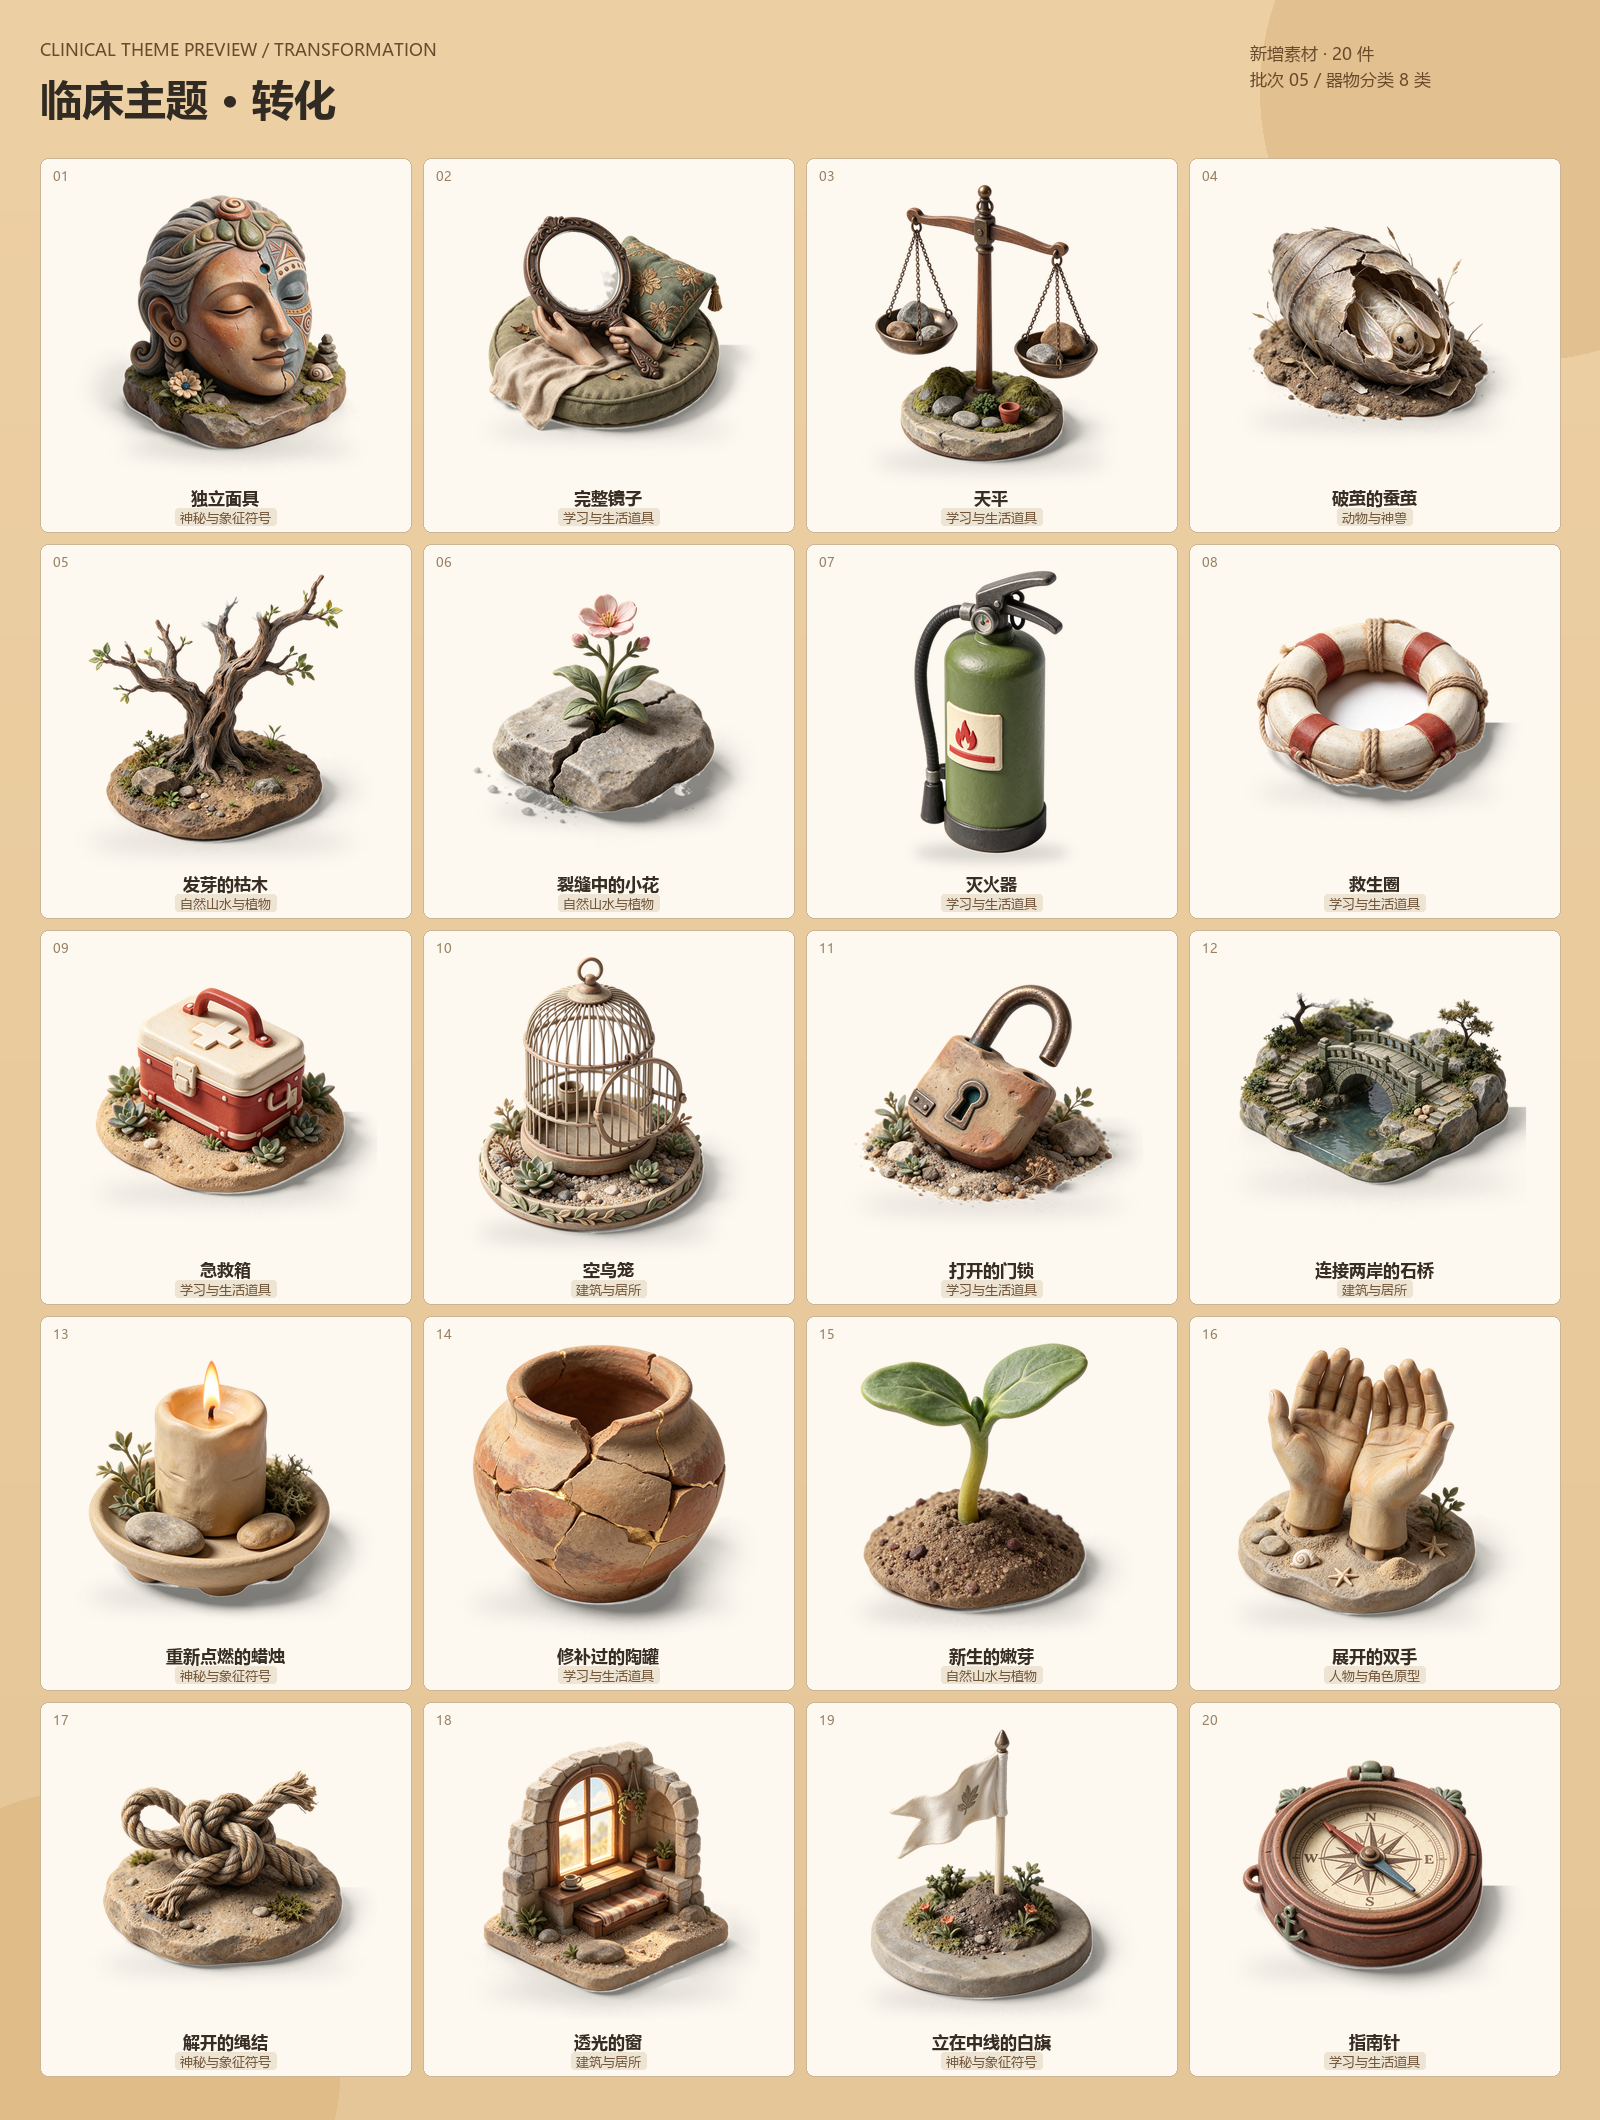 CLINICAL THEME PREVIEW / TRANSFORMATION
临床主题 · 转化
新增素材 · 20 件
批次 05 / 器物分类 8 类
01
独立面具
神秘与象征符号
02
完整镜子
学习与生活道具
03
天平
学习与生活道具
04
破茧的蚕茧
动物与神兽
05
发芽的枯木
自然山水与植物
06
裂缝中的小花
自然山水与植物
07
灭火器
学习与生活道具
08
救生圈
学习与生活道具
09
急救箱
学习与生活道具
10
空鸟笼
建筑与居所
11
打开的门锁
学习与生活道具
12
连接两岸的石桥
建筑与居所
13
重新点燃的蜡烛
神秘与象征符号
14
修补过的陶罐
学习与生活道具
15
新生的嫩芽
自然山水与植物
16
展开的双手
人物与角色原型
17
解开的绳结
神秘与象征符号
18
透光的窗
建筑与居所
19
立在中线的白旗
神秘与象征符号
20
N
W
E
S
指南针
学习与生活道具